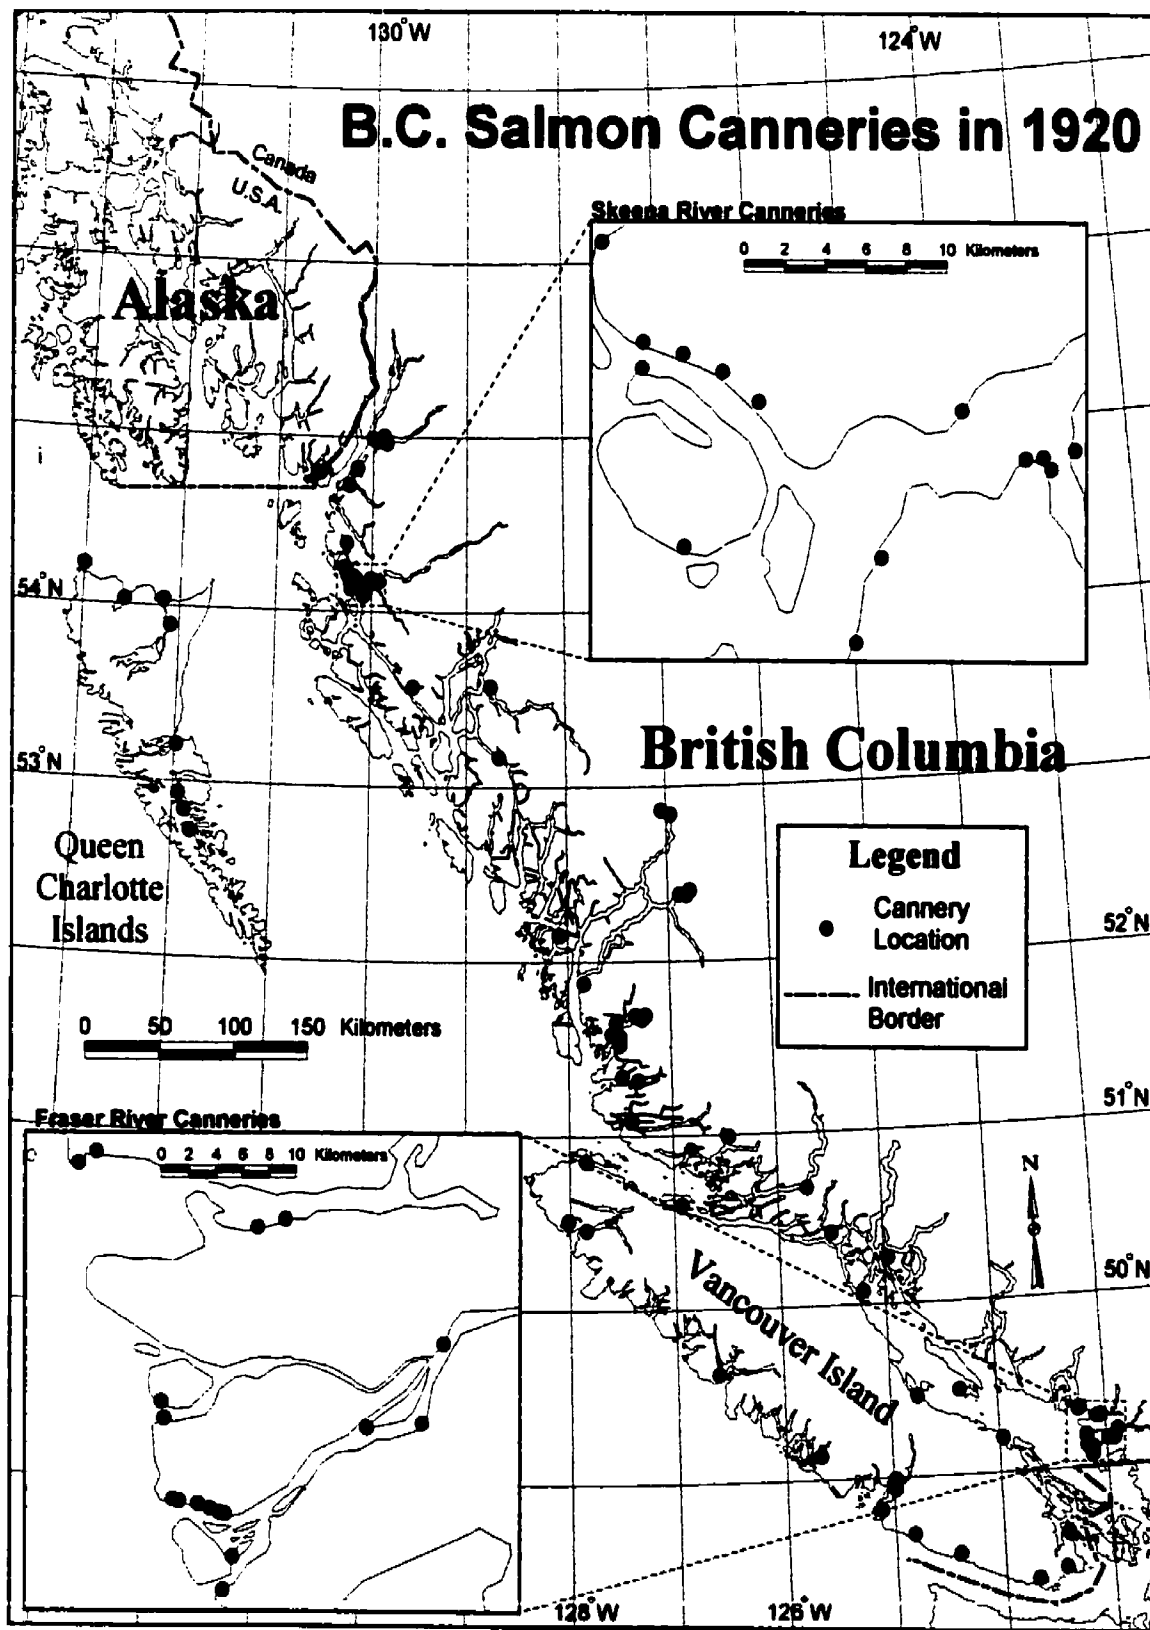 130°W
124°W
B.C. Salmon Canneries in 1920
Canada
U.S.A.
Skeena River Canneries
0 2 4 6 8 10 Kilometers
Alaska
54°N
53°N
British Columbia
Queen
Charlotte
Islands
Legend
Cannery
Location
International
Border
52°N
0 50 100 150 Kilometers
51°N
Fraser River Canneries
0 2 4 6 8 10 Kilometers
N
50°N
Vancouver Island
128°W
126°W